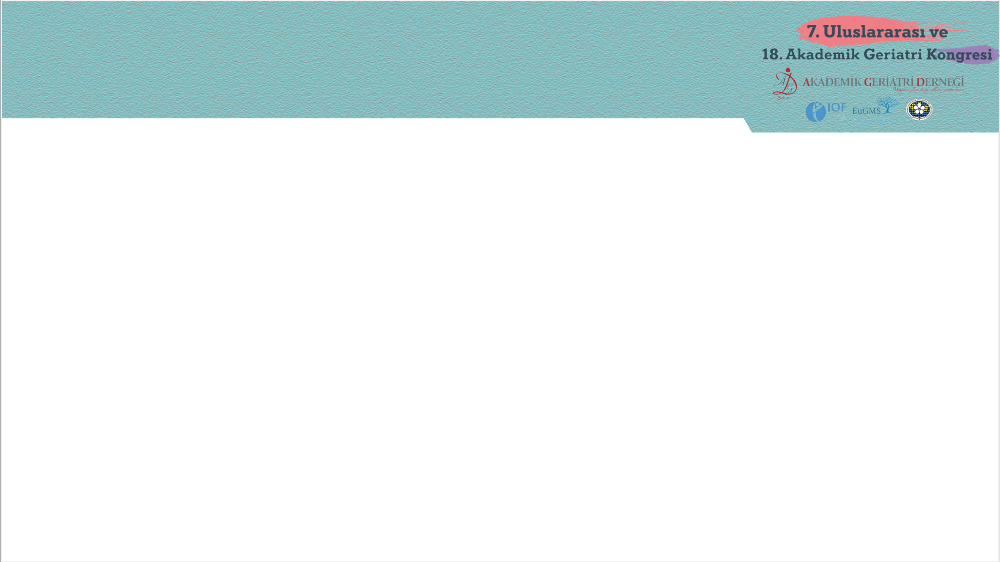 7. Uluslararası ve
18. Akademik Geriatri Kongresi
AKADEMİK GERİATRİ DERNEĞİ
IOF
EuGMS